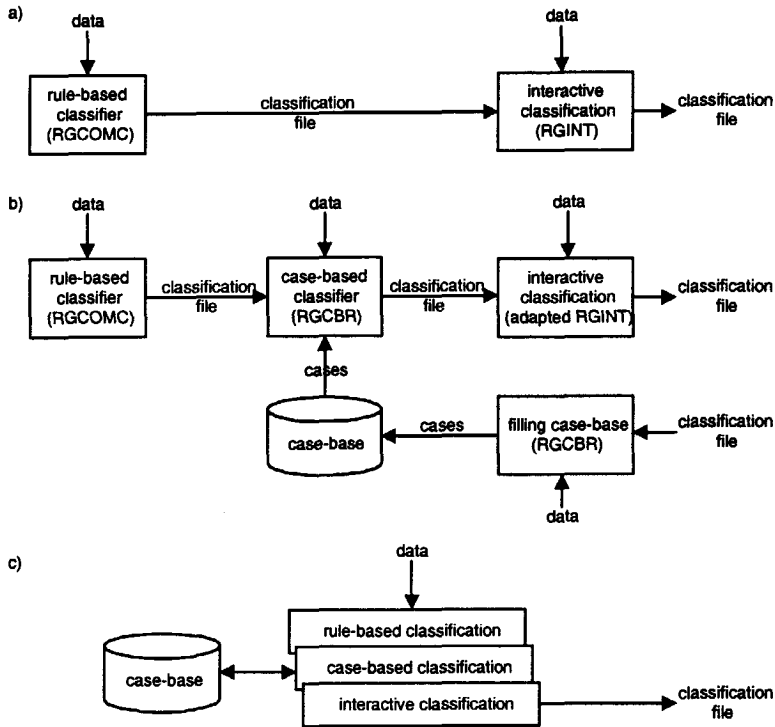 a)
data
data
rule-based
classifier
(RGCOMC)
classification
file
interactive
classification
(RGINT)
classification
file
b)
data
data
data
rule-based
classifier
(RGCOMC)
classification
file
case-based
classifier
(RGCBR)
classification
file
interactive
classification
(adapted RGINT)
classification
file
cases
case-base
cases
filling case-base
(RGCBR)
classification
file
data
c)
data
rule-based classification
case-based classification
interactive classification
case-base
classification
file